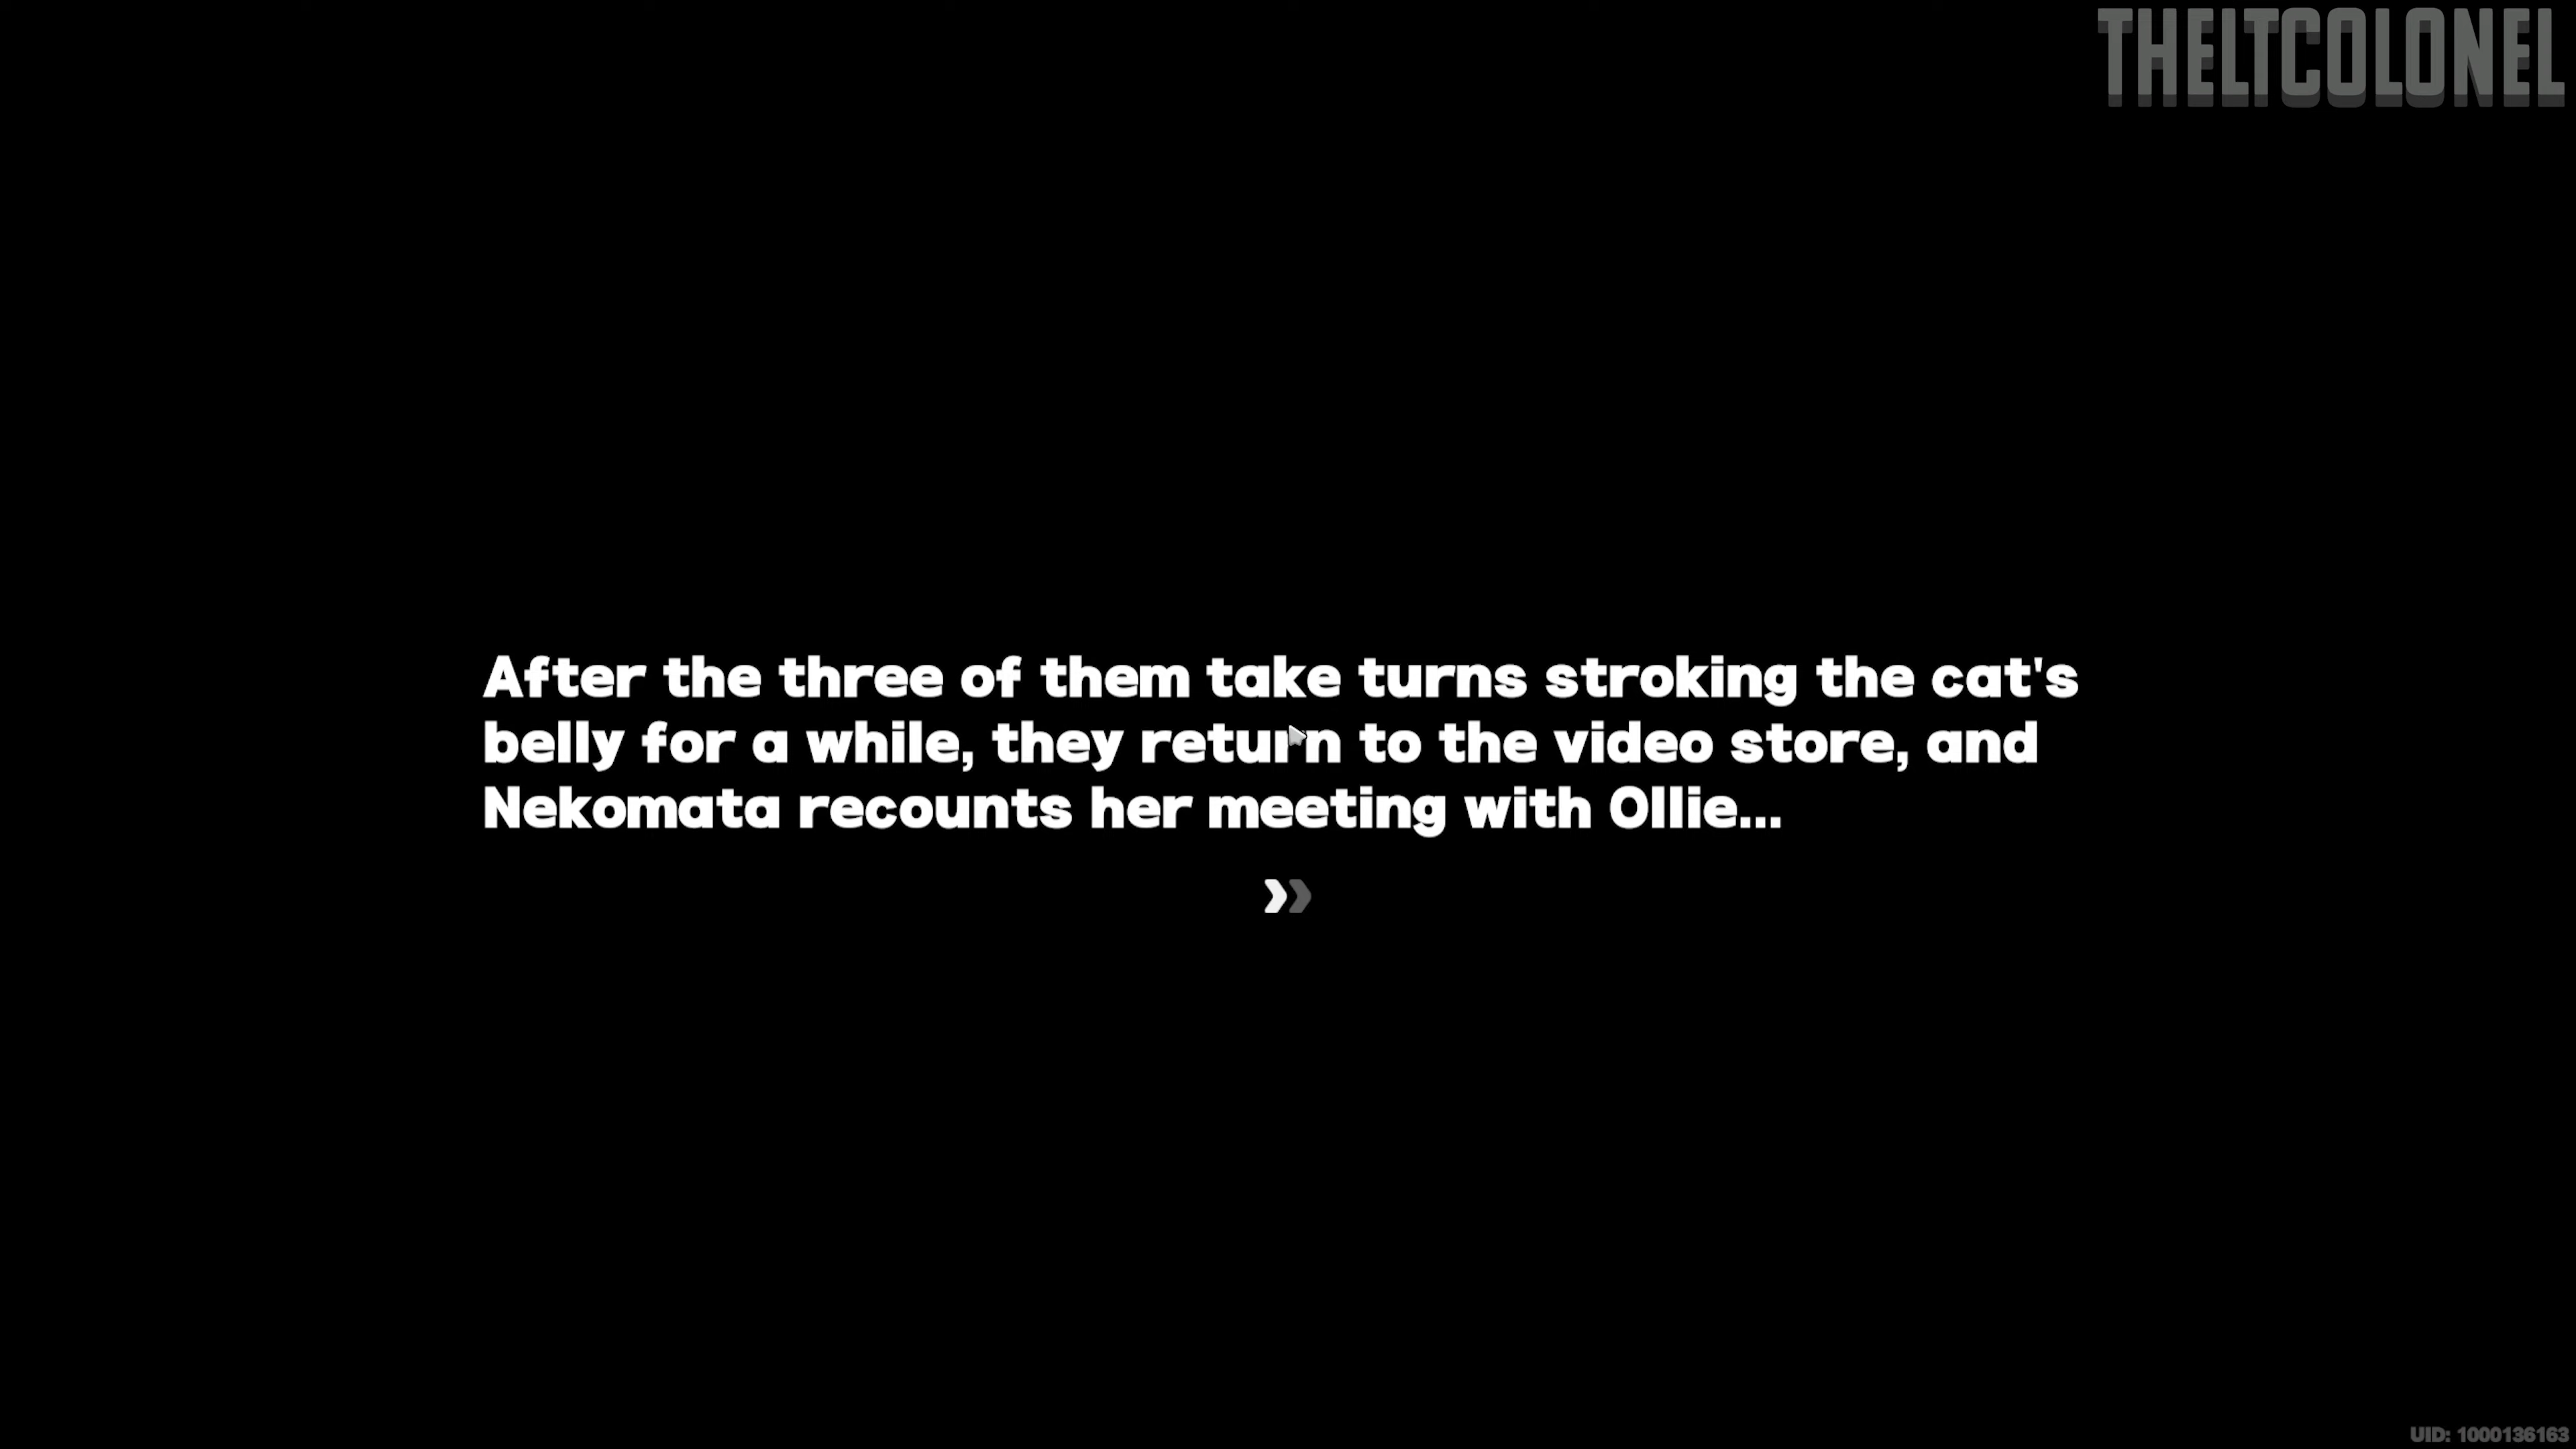 THELTCOLONEL
After the three of them take turns stroking the cat's
belly for a while, they return to the video store, and
Nekomata recounts her meeting with Ollie...
UID: 1000136163